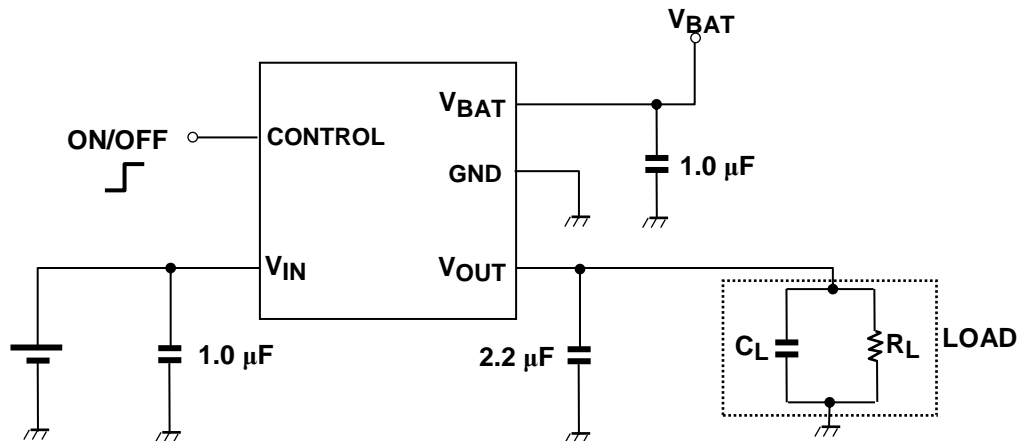 VBAT
ON/OFF
CONTROL
VBAT
GND
1.0 μF
VIN
VOUT
1.0 μF
2.2 μF
CL
RL
LOAD